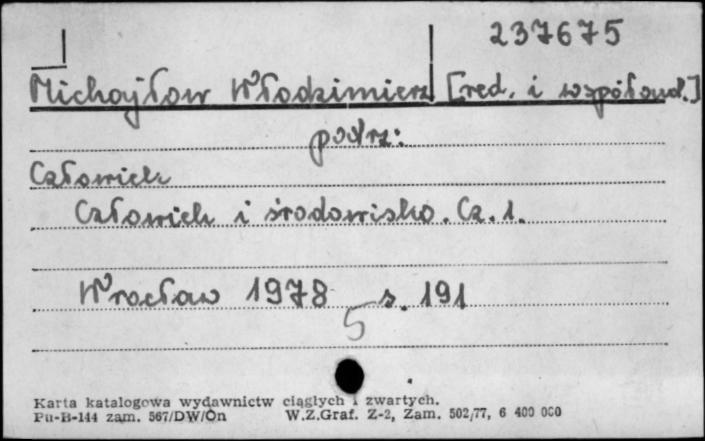 237675
Michajłow Włodzimierz [red. i współaut.]
patrz:
Człowiek
Człowiek i środowisko. Cz. 1.
Wrocław 1978 s. 191
5
Karta katalogowa wydawnictw ciągłych i zwartych.
Pu-B-144 zam. 567/DW/On W.Z.Graf. Z-2, Zam. 502/77, 6 400 000